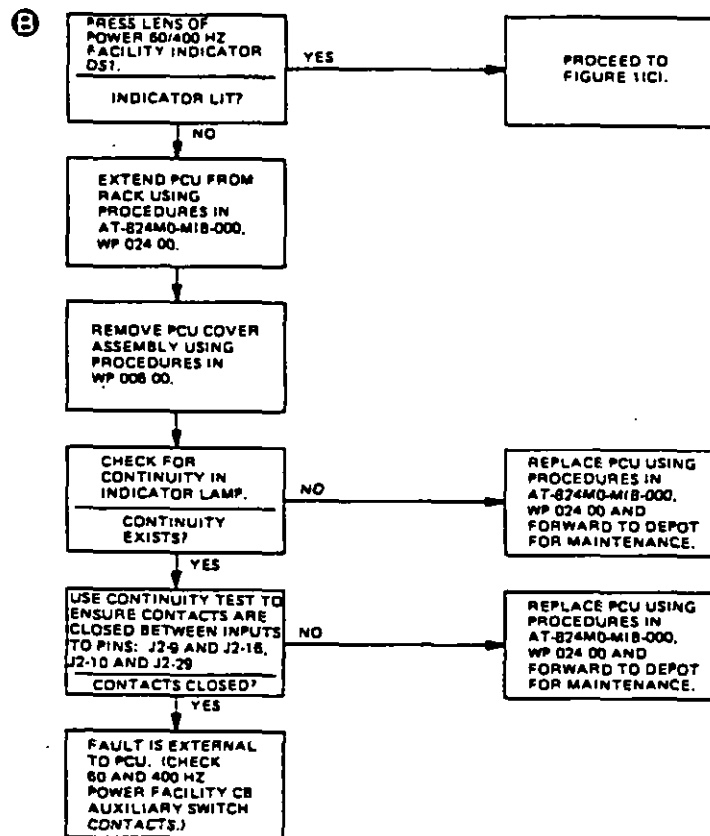 B
PRESS LENS OF
POWER 60/400 HZ
FACILITY INDICATOR
DS1.
INDICATOR LIT?
YES
PROCEED TO
FIGURE 1(C).
NO
EXTEND PCU FROM
RACK USING
PROCEDURES IN
AT-824M0-MIB-000,
WP 024 00.
REMOVE PCU COVER
ASSEMBLY USING
PROCEDURES IN
WP 006 00.
CHECK FOR
CONTINUITY IN
INDICATOR LAMP.
CONTINUITY
EXISTS?
NO
REPLACE PCU USING
PROCEDURES IN
AT-824M0-MIB-000,
WP 024 00 AND
FORWARD TO DEPOT
FOR MAINTENANCE.
YES
USE CONTINUITY TEST TO
ENSURE CONTACTS ARE
CLOSED BETWEEN INPUTS
TO PINS: J2-9 AND J2-16,
J2-10 AND J2-29
CONTACTS CLOSED?
NO
REPLACE PCU USING
PROCEDURES IN
AT-824M0-MIB-000,
WP 024 00 AND
FORWARD TO DEPOT
FOR MAINTENANCE.
YES
FAULT IS EXTERNAL
TO PCU. (CHECK
60 AND 400 HZ
POWER FACILITY CB
AUXILIARY SWITCH
CONTACTS.)